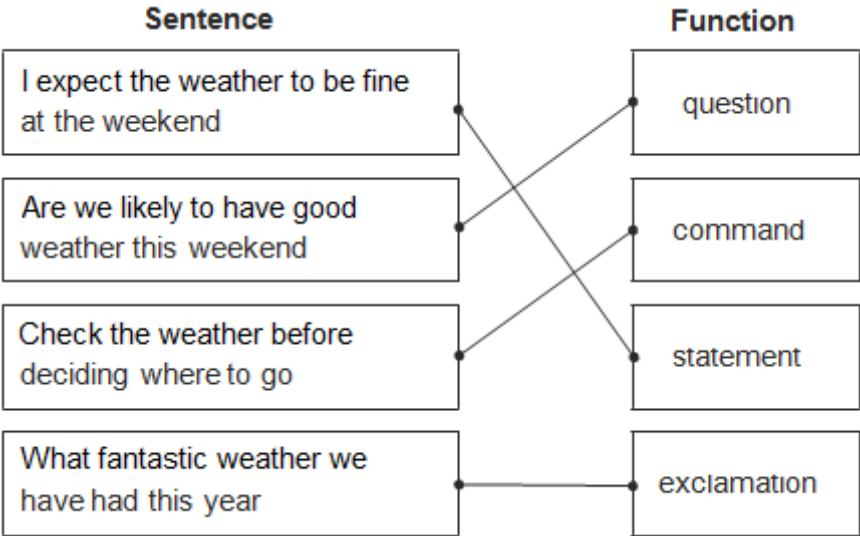 Sentence
Function
I expect the weather to be fine
at the weekend
question
Are we likely to have good
weather this weekend
command
Check the weather before
deciding where to go
statement
What fantastic weather we
have had this year
exclamation